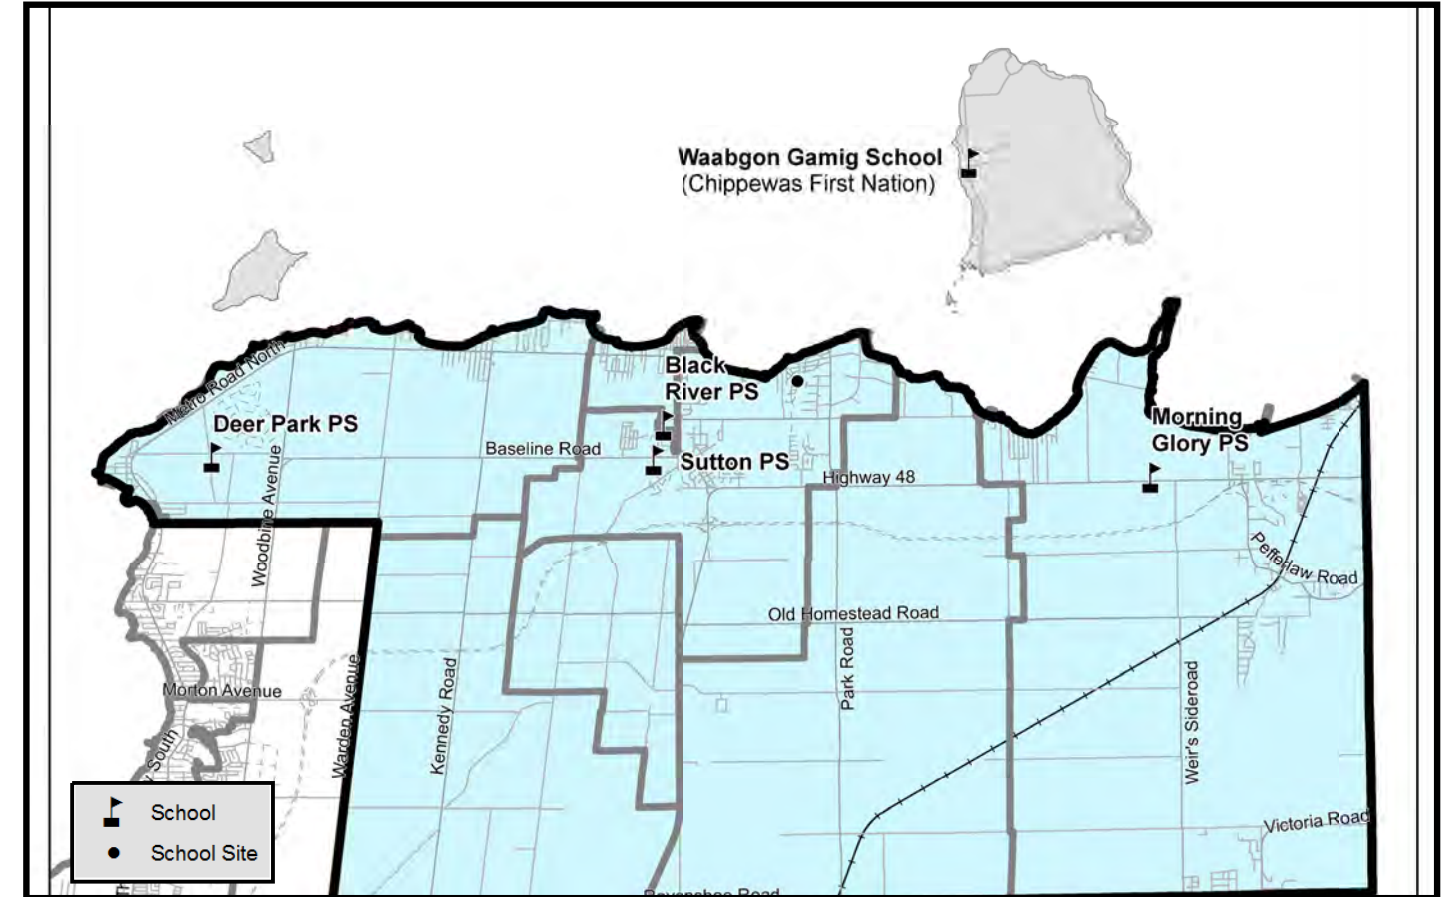 Waabgon Gamig School
(Chippewas First Nation)
Metro Road North
Black
River PS
Deer Park PS
Morning
Glory PS
Baseline Road
Sutton PS
Highway 48
Woodbine Avenue
Pefferlaw Road
Old Homestead Road
Park Road
Morton Avenue
Warden Avenue
Kennedy Road
Weir's Sideroad
South
School
School Site
Victoria Road
Road